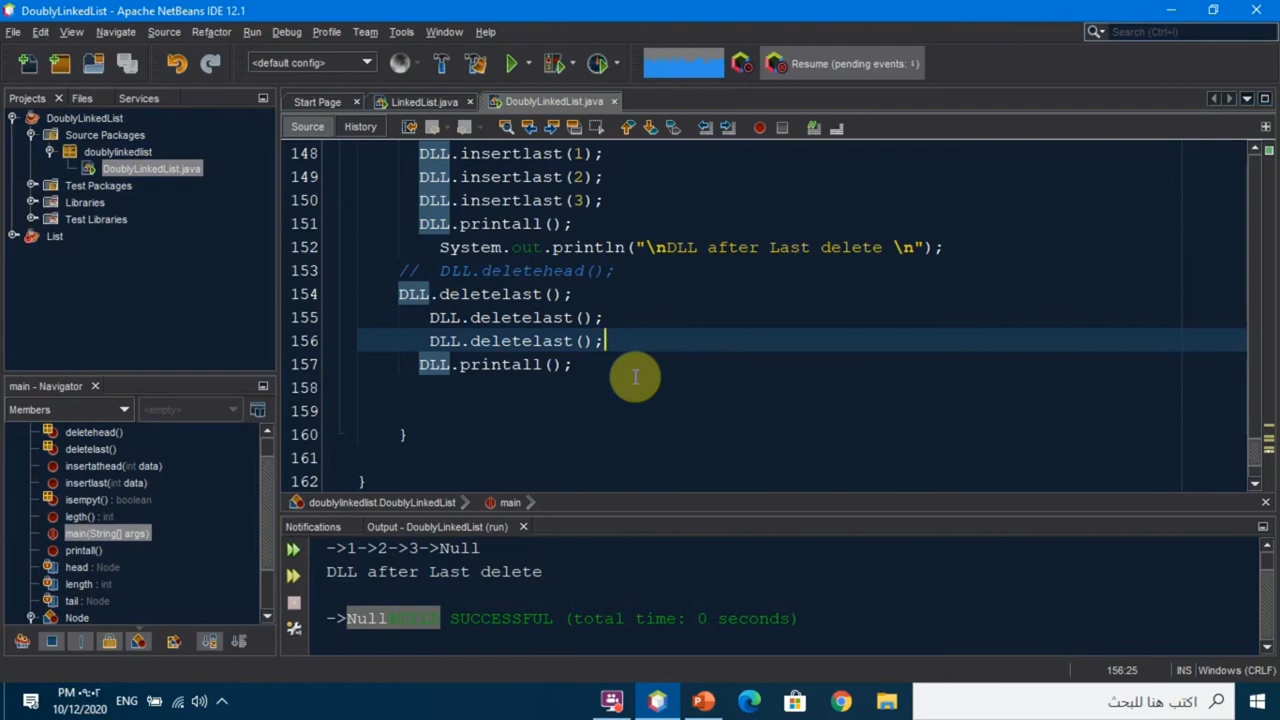 DoublyLinkedList - Apache NetBeans IDE 12.1
File Edit View Navigate Source Refactor Run Debug Profile Team Tools Window Help
Search (Ctrl+I)
<default config>
Resume (pending events: 1)
Projects Files Services
Start Page LinkedList.java DoublyLinkedList.java
Source History
DoublyLinkedList
Source Packages
doublylinkedlist
DoublyLinkedList.java
Test Packages
Libraries
Test Libraries
List
148 DLL.insertlast(1);
149 DLL.insertlast(2);
150 DLL.insertlast(3);
151 DLL.printall();
152 System.out.println("\nDLL after Last delete \n");
153 // DLL.deletehead();
154 DLL.deletelast();
155 DLL.deletelast();
156 DLL.deletelast();
157 DLL.printall();
158
159
160 }
161
162 }
doublylinkedlist.DoublyLinkedList main
main - Navigator
Members <empty>
deletehead()
deletelast()
insertathead(int data)
insertlast(int data)
isempyt() : boolean
legth() : int
main(String[] args)
printall()
head : Node
length : int
tail : Node
Node
Notifications Output - DoublyLinkedList (run)
->1->2->3->Null
DLL after Last delete
->NullBUILD SUCCESSFUL (total time: 0 seconds)
156:25 INS Windows (CRLF)
PM ٠٩:٠٢
10/12/2020
ENG
اكتب هنا للبحث